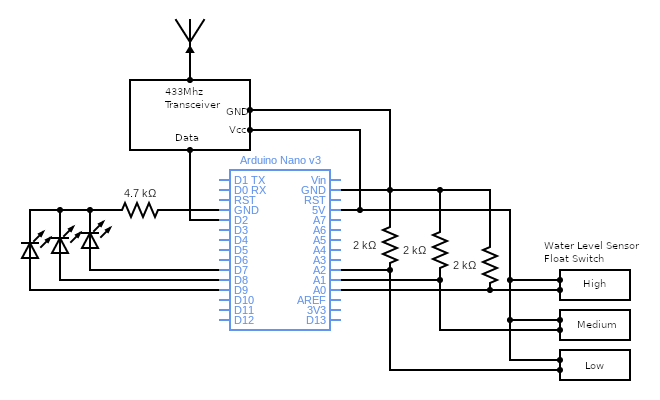 433Mhz
Transceiver
GND
Vcc
Data
Arduino Nano v3
D1 TX
D0 RX
RST
GND
D2
D3
D4
D5
D6
D7
D8
D9
D10
D11
D12
Vin
GND
RST
5V
A7
A6
A5
A4
A3
A2
A1
A0
AREF
3V3
D13
4.7 kΩ
2 kΩ
2 kΩ
2 kΩ
Water Level Sensor
Float Switch
High
Medium
Low